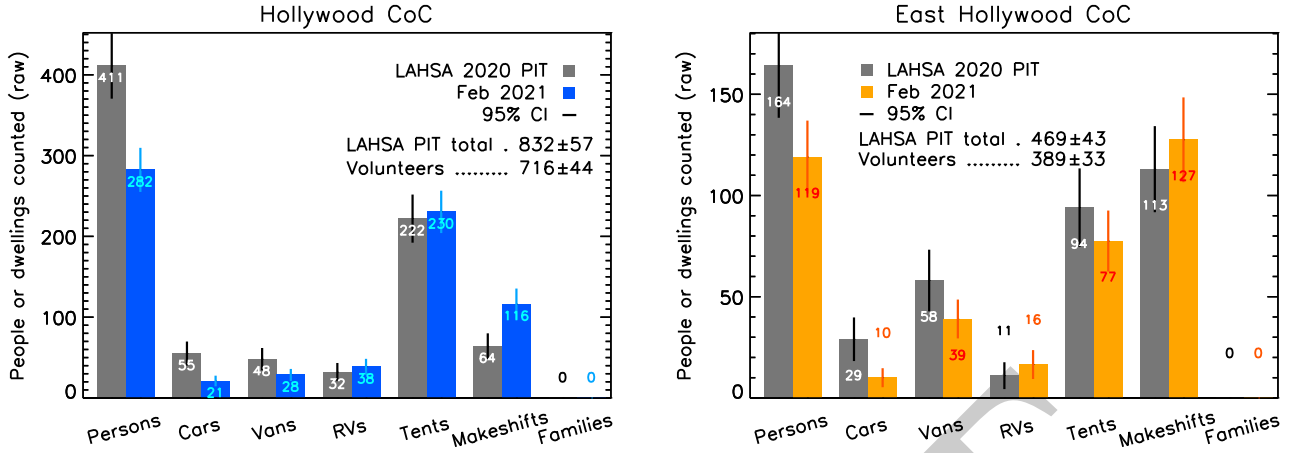 Hollywood CoC
People or dwellings counted (raw)
400
300
200
100
0
LAHSA 2020 PIT
Feb 2021
95% CI
LAHSA PIT total . 832±57
Volunteers ......... 716±44
411
282
55
21
48
28
32
38
222
230
64
116
0
0
Persons
Cars
Vans
RVs
Tents
Makeshifts
Families
East Hollywood CoC
People or dwellings counted (raw)
150
100
50
0
LAHSA 2020 PIT
Feb 2021
95% CI
LAHSA PIT total . 469±43
Volunteers ......... 389±33
164
119
29
10
58
39
11
16
94
77
113
127
0
0
Persons
Cars
Vans
RVs
Tents
Makeshifts
Families